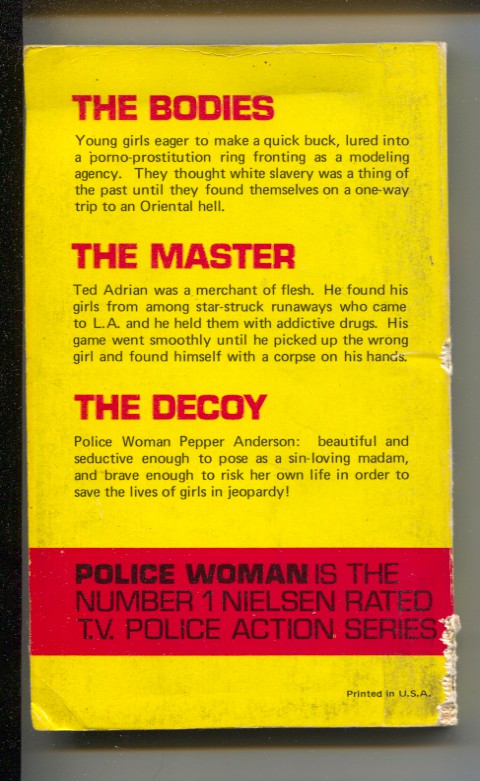 THE BODIES
Young girls eager to make a quick buck, lured into
a porno-prostitution ring fronting as a modeling
agency. They thought white slavery was a thing of
the past until they found themselves on a one-way
trip to an Oriental hell.
THE MASTER
Ted Adrian was a merchant of flesh. He found his
girls from among star-struck runaways who came
to L.A. and he held them with addictive drugs. His
game went smoothly until he picked up the wrong
girl and found himself with a corpse on his hands.
THE DECOY
Police Woman Pepper Anderson: beautiful and
seductive enough to pose as a sin-loving madam,
and brave enough to risk her own life in order to
save the lives of girls in jeopardy!
POLICE WOMAN IS THE
NUMBER 1 NIELSEN RATED
T.V. POLICE ACTION SERIES
Printed in U.S.A.